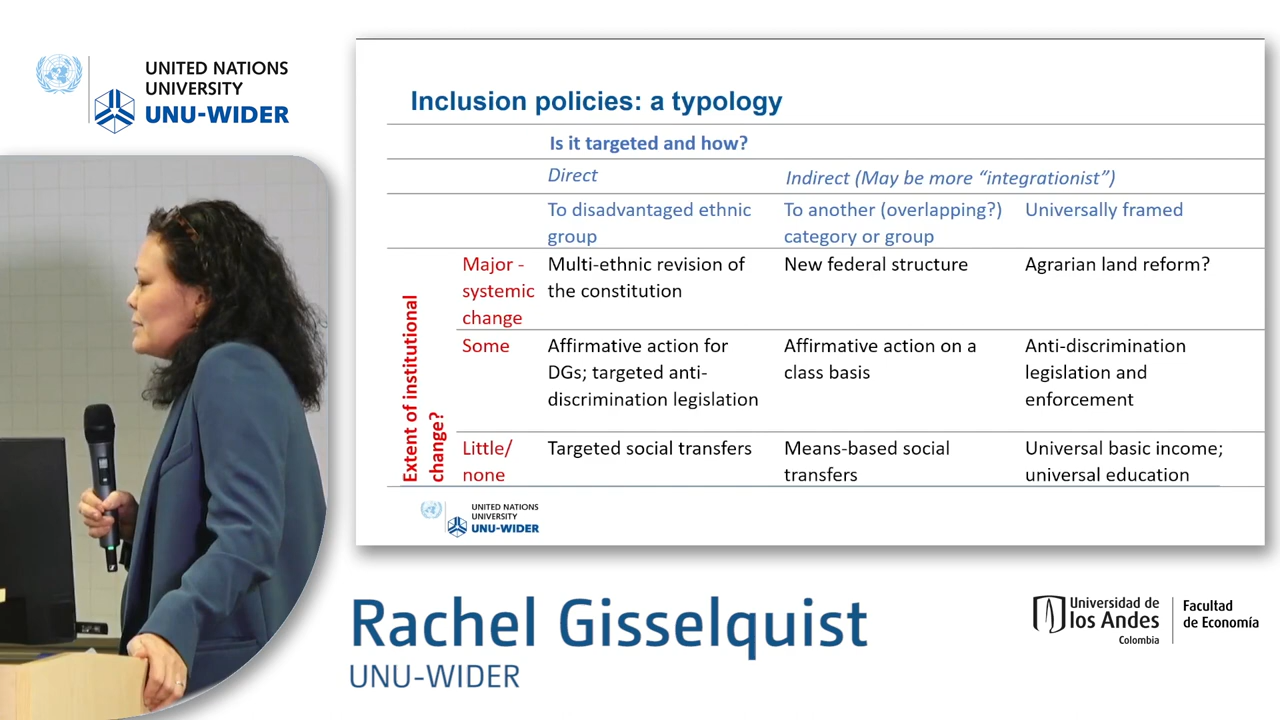 UNITED NATIONS
UNIVERSITY
UNU-WIDER
Inclusion policies: a typology
Is it targeted and how?
Direct
Indirect (May be more “integrationist”)
To disadvantaged ethnic
group
To another (overlapping?)
category or group
Universally framed
Extent of institutional
change?
Major -
systemic
change
Multi-ethnic revision of
the constitution
New federal structure
Agrarian land reform?
Some
Affirmative action for
DGs; targeted anti-
discrimination legislation
Affirmative action on a
class basis
Anti-discrimination
legislation and
enforcement
Little/
none
Targeted social transfers
Means-based social
transfers
Universal basic income;
universal education
UNITED NATIONS
UNIVERSITY
UNU-WIDER
Rachel Gisselquist
UNU-WIDER
Universidad de
los Andes
Colombia
Facultad
de Economía